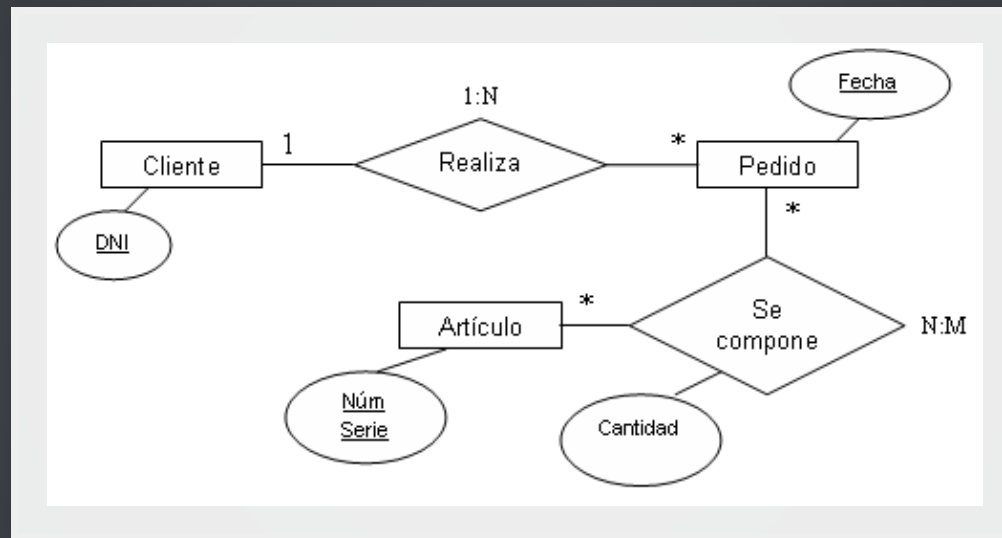 Fecha
1:N
Cliente
1
Realiza
*
Pedido
DNI
*
Artículo
*
Se
compone
N:M
Núm
Serie
Cantidad